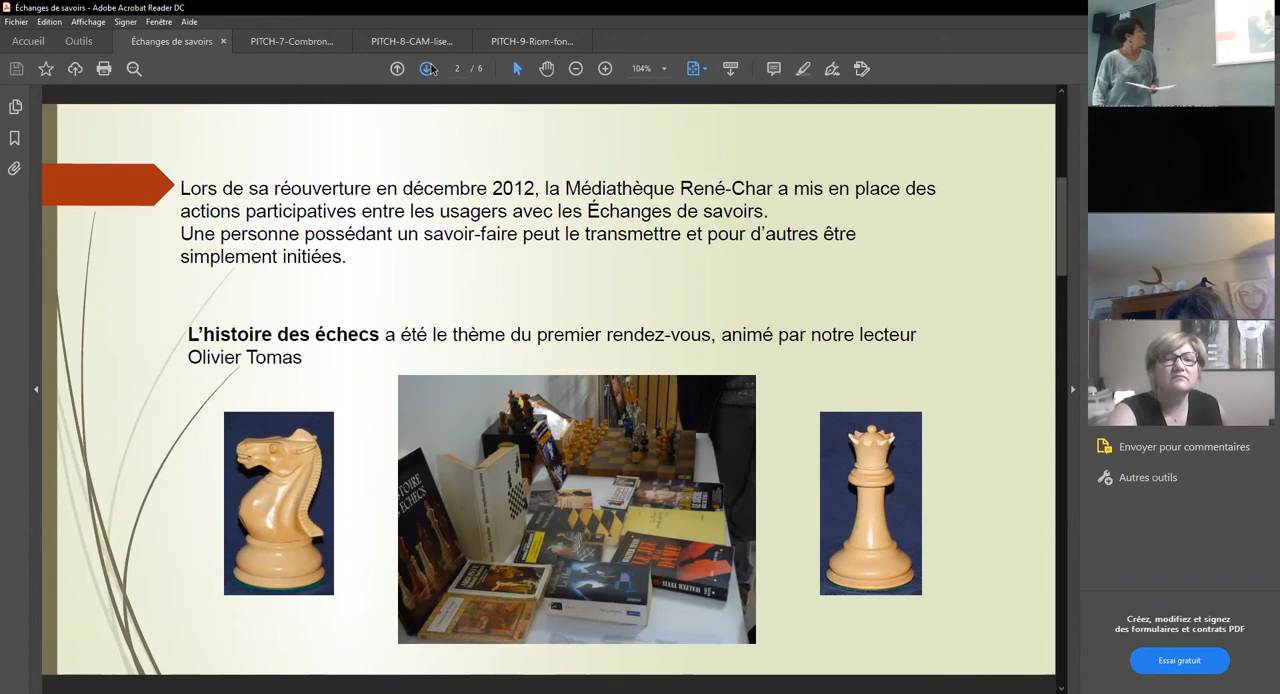 Échanges de savoirs - Adobe Acrobat Reader DC
Fichier Edition Affichage Signer Fenêtre Aide
Accueil Outils Échanges de savoirs × PITCH-7-Combron... PITCH-8-CAM-lise... PITCH-9-Riom-fon...
2 / 6 104%
Lors de sa réouverture en décembre 2012, la Médiathèque René-Char a mis en place des
actions participatives entre les usagers avec les Échanges de savoirs.
Une personne possédant un savoir-faire peut le transmettre et pour d’autres être
simplement initiées.
L’histoire des échecs a été le thème du premier rendez-vous, animé par notre lecteur
Olivier Tomas
HISTOIRE
ÉCHECS
WALTER TEVIS
Envoyer pour commentaires
Autres outils
Créez, modifiez et signez
des formulaires et contrats PDF
Essai gratuit